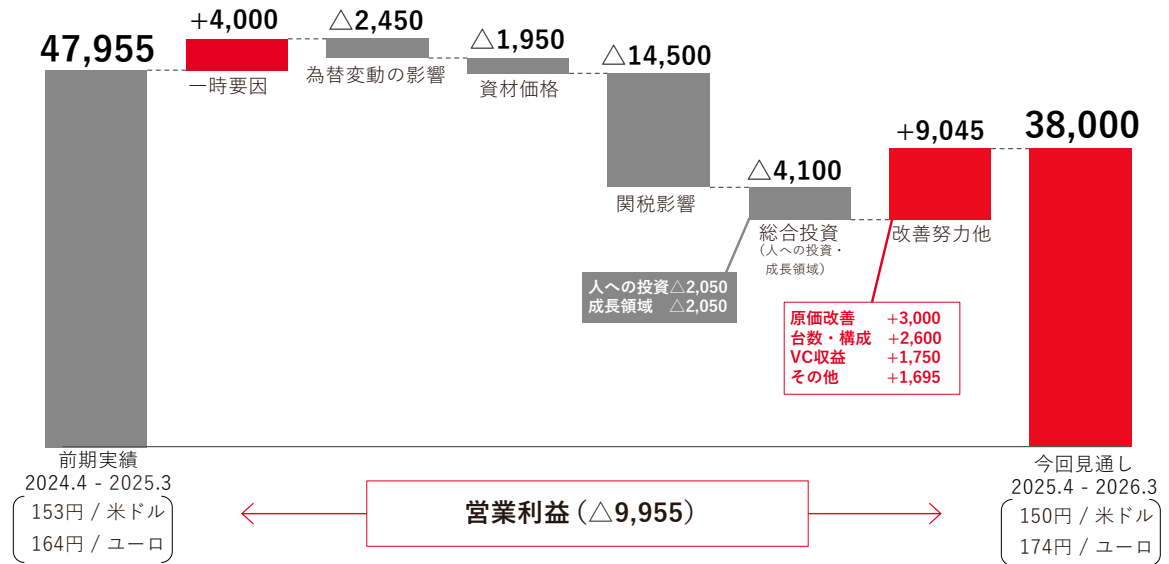 47,955
+4,000
一時要因
△2,450
為替変動の影響
△1,950
資材価格
△14,500
関税影響
△4,100
総合投資
(人への投資・
成長領域)
人への投資△2,050
成長領域 △2,050
+9,045
改善努力他
原価改善 +3,000
台数・構成 +2,600
VC収益 +1,750
その他 +1,695
38,000
前期実績
2024.4 - 2025.3
153円 / 米ドル
164円 / ユーロ
営業利益 (△9,955)
今回見通し
2025.4 - 2026.3
150円 / 米ドル
174円 / ユーロ